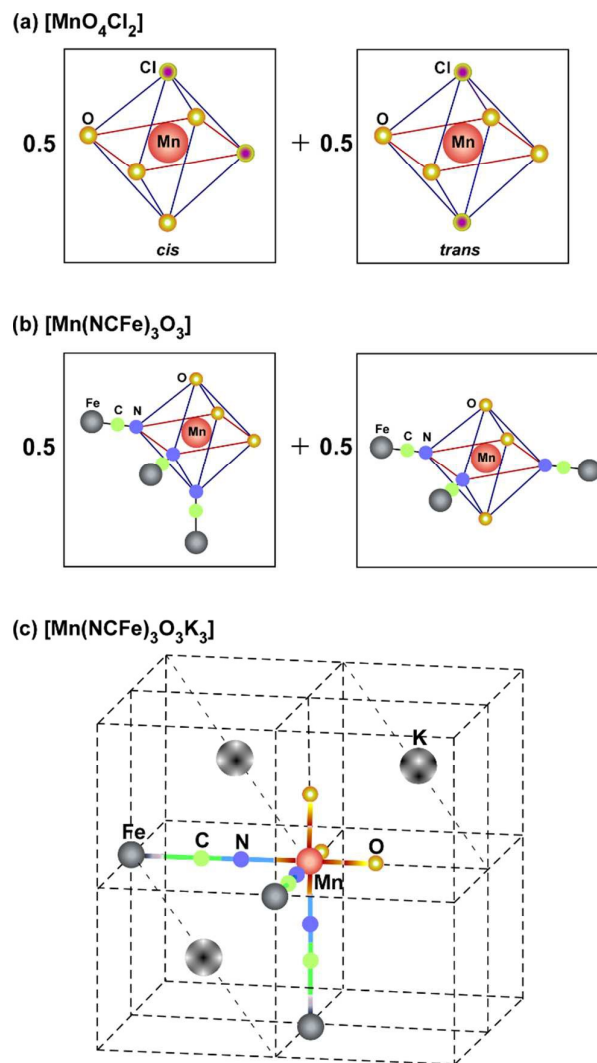 (a) [MnO₄Cl₂]
Cl Cl
O O
0.5 Mn + 0.5 Mn
cis trans
(b) [Mn(NCFe)₃O₃]
O O
Fe C N Fe C N
0.5 Mn + 0.5 Mn
(c) [Mn(NCFe)₃O₃K₃]
K
Fe C N O
Mn